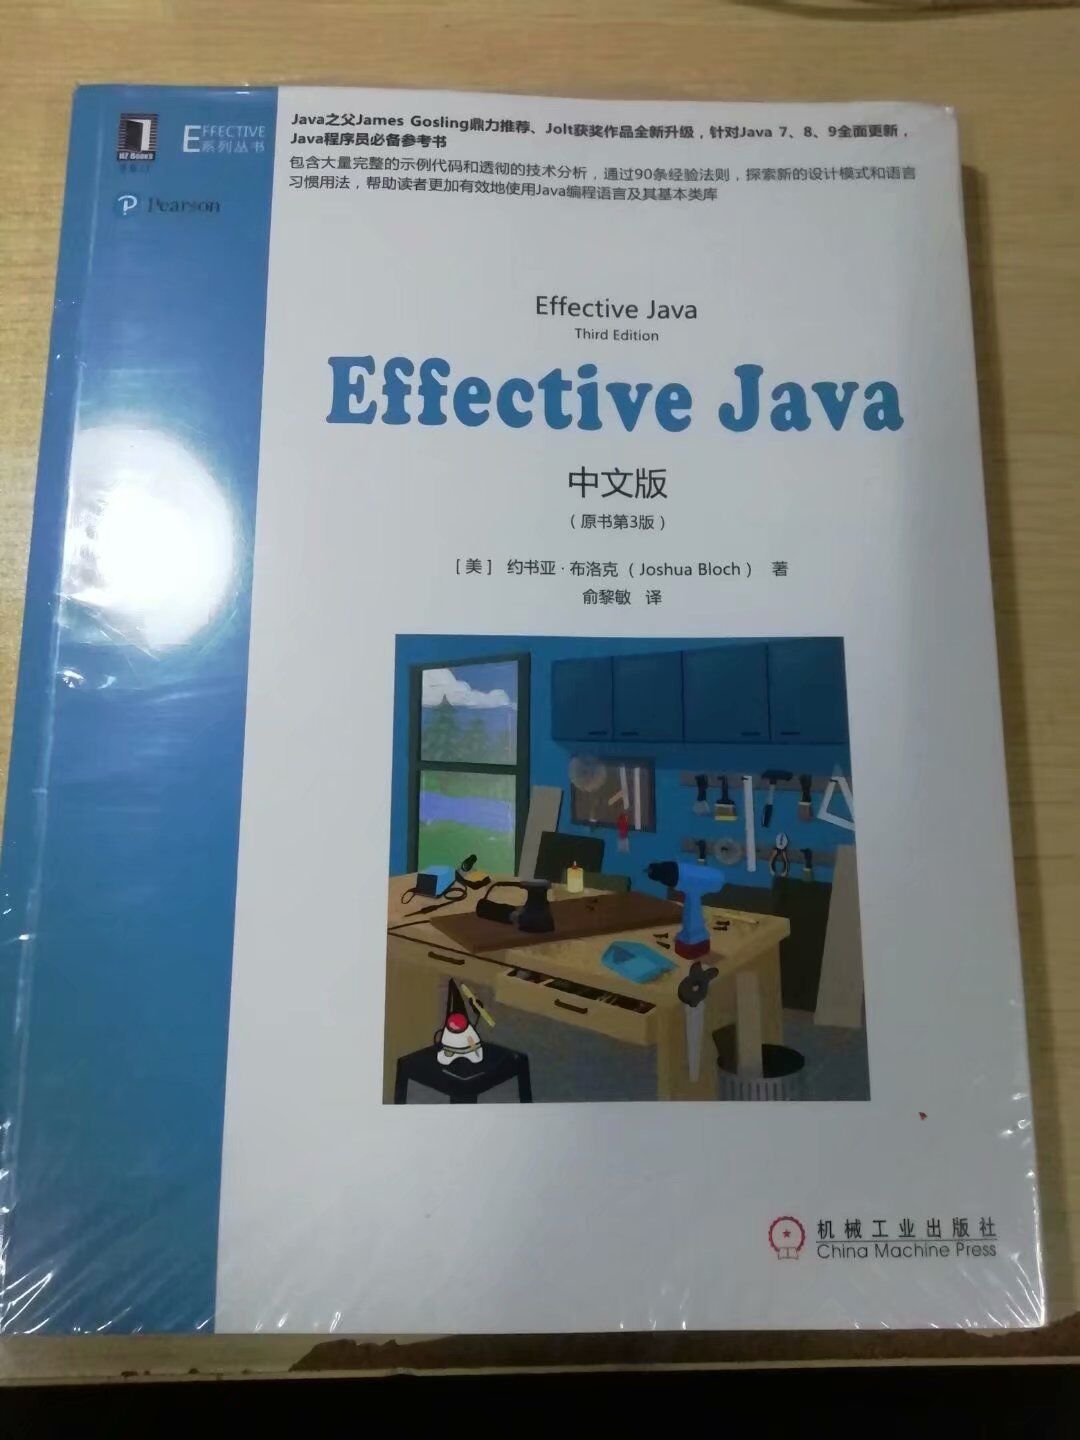 HZ Books
EFFECTIVE
系列丛书
Pearson
Java之父James Gosling鼎力推荐、Jolt获奖作品全新升级，针对Java 7、8、9全面更新，
Java程序员必备参考书
包含大量完整的示例代码和透彻的技术分析，通过90条经验法则，探索新的设计模式和语言
习惯用法，帮助读者更加有效地使用Java编程语言及其基本类库
Effective Java
Third Edition
Effective Java
中文版
（原书第3版）
[美] 约书亚·布洛克（Joshua Bloch） 著
俞黎敏 译
机械工业出版社
China Machine Press